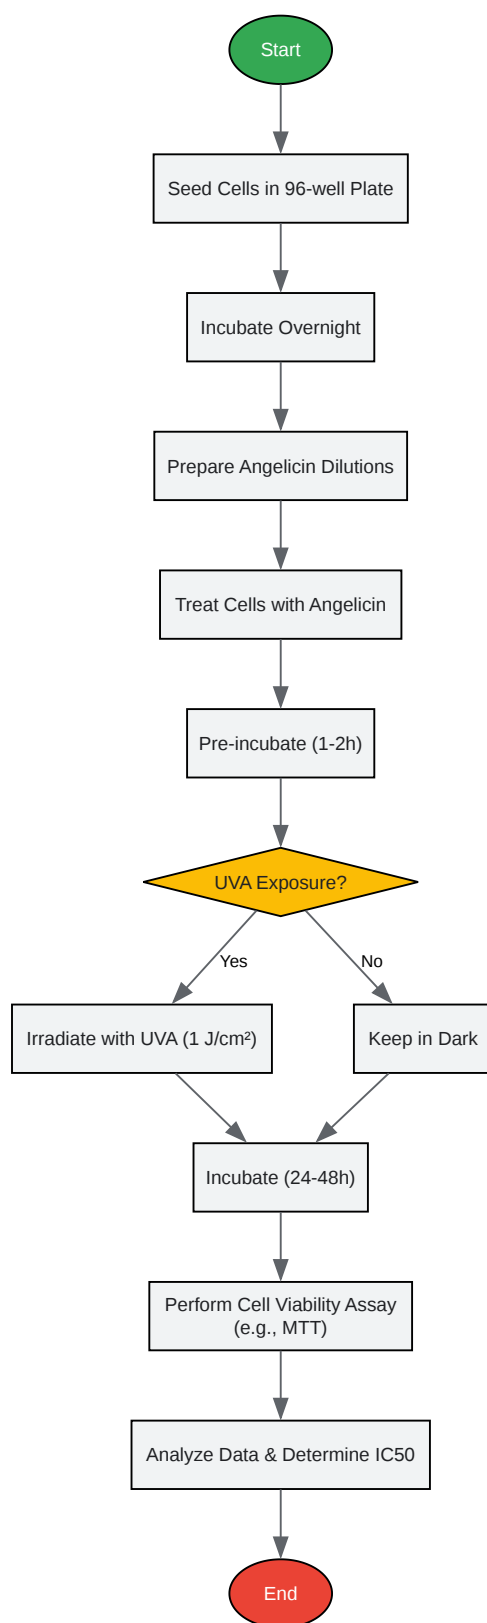 Start
Seed Cells in 96-well Plate
Incubate Overnight
Prepare Angelicin Dilutions
Treat Cells with Angelicin
Pre-incubate (1-2h)
UVA Exposure?
Yes
No
Irradiate with UVA (1 J/cm²)
Keep in Dark
Incubate (24-48h)
Perform Cell Viability Assay
(e.g., MTT)
Analyze Data & Determine IC50
End